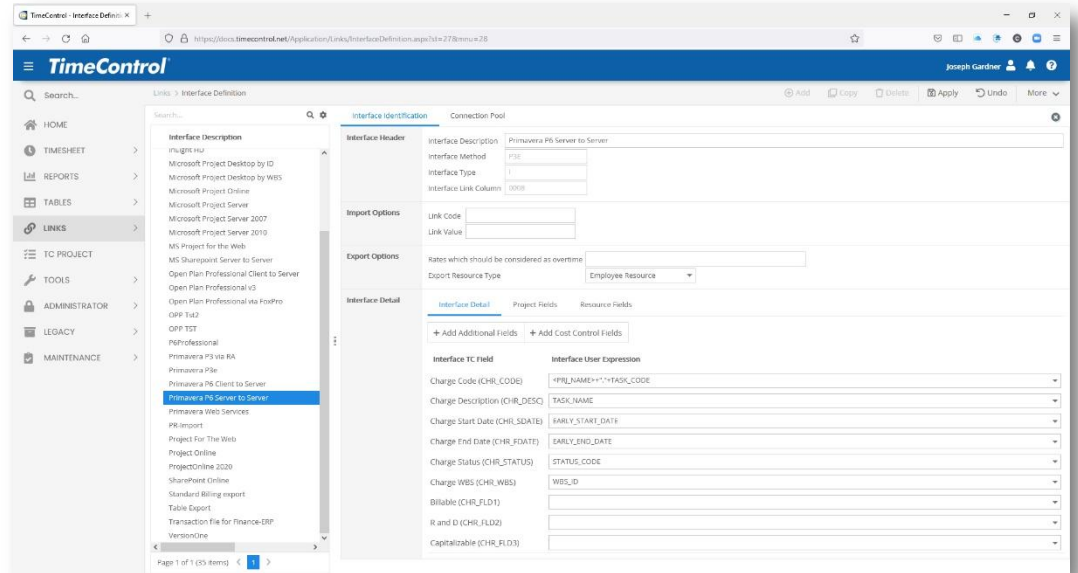 TimeControl - Interface Definiti
https://docs.timecontrol.net/Application/Links/InterfaceDefinition.aspx?st=27&mnu=26
TimeControl
Joseph Gardner
Search...
Links > Interface Definition
Add Copy Delete Apply Undo More
HOME
TIMESHEET
REPORTS
TABLES
LINKS
TC PROJECT
TOOLS
ADMINISTRATOR
LEGACY
MAINTENANCE
Search...
Interface Description
InSight HD
Microsoft Project Desktop by ID
Microsoft Project Desktop by WBS
Microsoft Project Online
Microsoft Project Server
Microsoft Project Server 2007
Microsoft Project Server 2010
MS Project for the Web
MS Sharepoint Server to Server
Open Plan Professional Client to Server
Open Plan Professional v3
Open Plan Professional via FoxPro
OPP Tst2
OPP TST
P6Professional
Primavera P3 via RA
Primavera P3e
Primavera P6 Client to Server
Primavera P6 Server to Server
Primavera Web Services
PR-Import
Project For The Web
Project Online
ProjectOnline 2020
SharePoint Online
Standard Billing export
Table Export
Transaction file for Finance-ERP
VersionOne
Page 1 of 1 (35 items) 1
Interface Identification Connection Pool
Interface Header
Interface Description Primavera P6 Server to Server
Interface Method PSE
Interface Type I
Interface Link Column 0008
Import Options
Link Code
Link Value
Export Options
Rates which should be considered as overtime
Export Resource Type Employee Resource
Interface Detail
Interface Detail Project Fields Resource Fields
+ Add Additional Fields + Add Cost Control Fields
Interface TC Field Interface User Expression
Charge Code (CHR_CODE) <PRJ_NAME>+"."+TASK_CODE
Charge Description (CHR_DESC) TASK_NAME
Charge Start Date (CHR_SDATE) EARLY_START_DATE
Charge End Date (CHR_FDATE) EARLY_END_DATE
Charge Status (CHR_STATUS) STATUS_CODE
Charge WBS (CHR_WBS) WBS_ID
Billable (CHR_FLD1)
R and D (CHR_FLD2)
Capitalizable (CHR_FLD3)